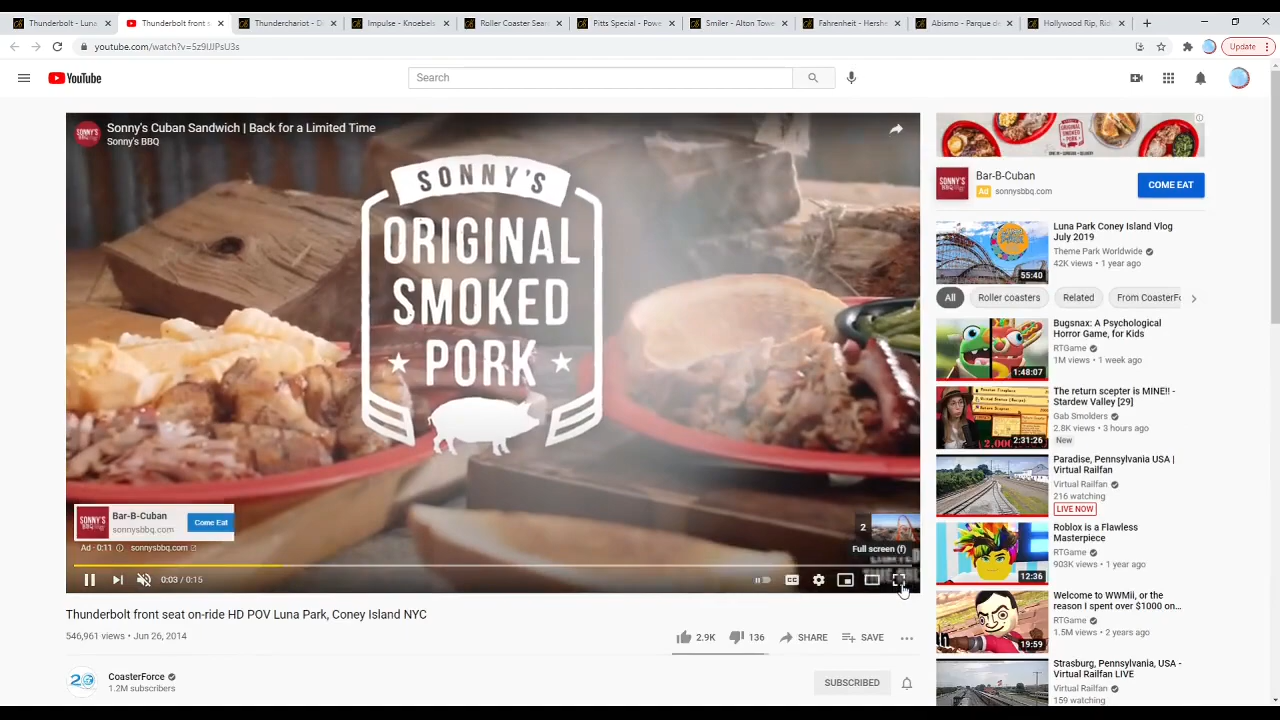 Thunderbolt - Luna
Thunderbolt front s
Thunderchariot - D
Impulse - Knoebels
Roller Coaster Sear
Pitts Special - Powe
Smiler - Alton Tow
Fahrenheit - Hershe
Abismo - Parque de
Hollywood Rip, Rid
youtube.com/watch?v=5z9IJJPsU3s
Update
YouTube
Search
Sonny's Cuban Sandwich | Back for a Limited Time
Sonny's BBQ
SONNY'S
ORIGINAL
SMOKED
PORK
Bar-B-Cuban
sonnysbbq.com
Come Eat
Ad · 0:11
sonnysbbq.com
2
Full screen (f)
0:03 / 0:15
CC
Thunderbolt front seat on-ride HD POV Luna Park, Coney Island NYC
546,961 views • Jun 26, 2014
2.9K
136
SHARE
SAVE
CoasterForce
1.2M subscribers
SUBSCRIBED
ORIGINAL
SMOKED
PORK
SONNY'S
Bar-B-Cuban
Ad sonnysbbq.com
COME EAT
Luna Park Coney Island Vlog
July 2019
Theme Park Worldwide
42K views • 1 year ago
55:40
All
Roller coasters
Related
From CoasterFo
Bugsnax: A Psychological
Horror Game, for Kids
RTGame
1M views • 1 week ago
1:48:07
The return scepter is MINE!! -
Stardew Valley [29]
Gab Smolders
2.8K views • 3 hours ago
New
2:31:26
Paradise, Pennsylvania USA |
Virtual Railfan
Virtual Railfan
216 watching
LIVE NOW
Roblox is a Flawless
Masterpiece
RTGame
903K views • 1 year ago
12:36
Welcome to WWMii, or the
reason I spent over $1000 on...
RTGame
1.5M views • 2 years ago
19:59
Strasburg, Pennsylvania, USA -
Virtual Railfan LIVE
Virtual Railfan
159 watching